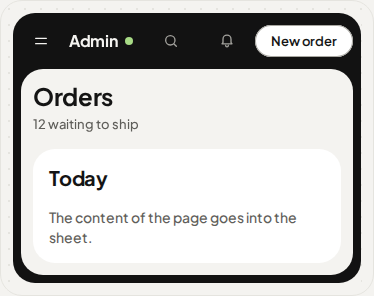 Admin
New order
Orders
12 waiting to ship
Today
The content of the page goes into the
sheet.